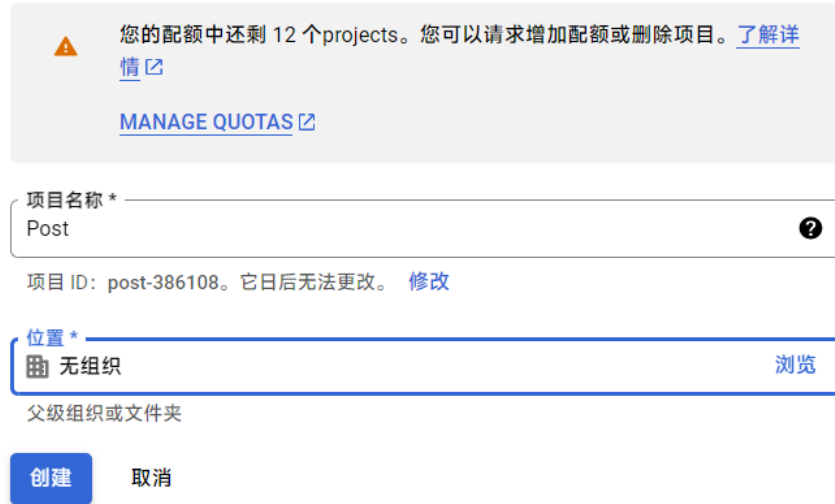 您的配额中还剩 12 个projects。您可以请求增加配额或删除项目。了解详
情
MANAGE QUOTAS
项目名称 *
Post
项目 ID：post-386108。它日后无法更改。 修改
位置 *
无组织 浏览
父级组织或文件夹
创建 取消